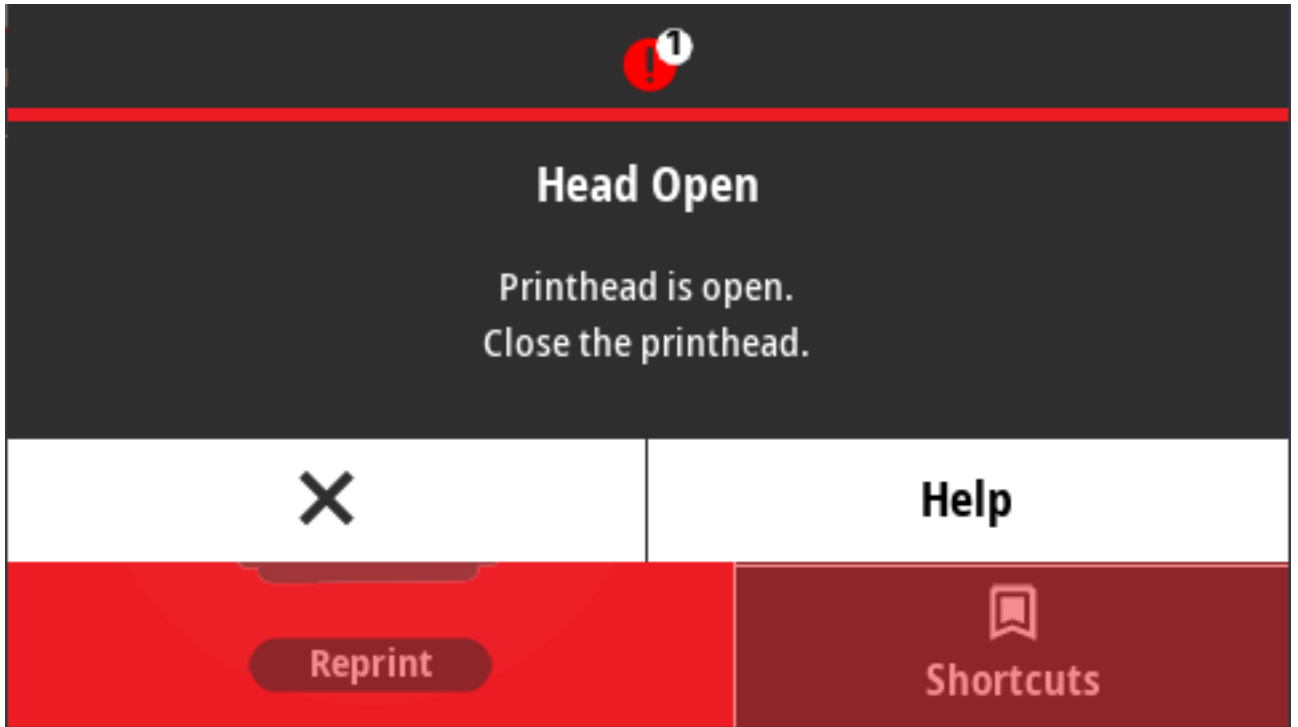 1
Head Open
Printhead is open.
Close the printhead.
Help
Reprint
Shortcuts